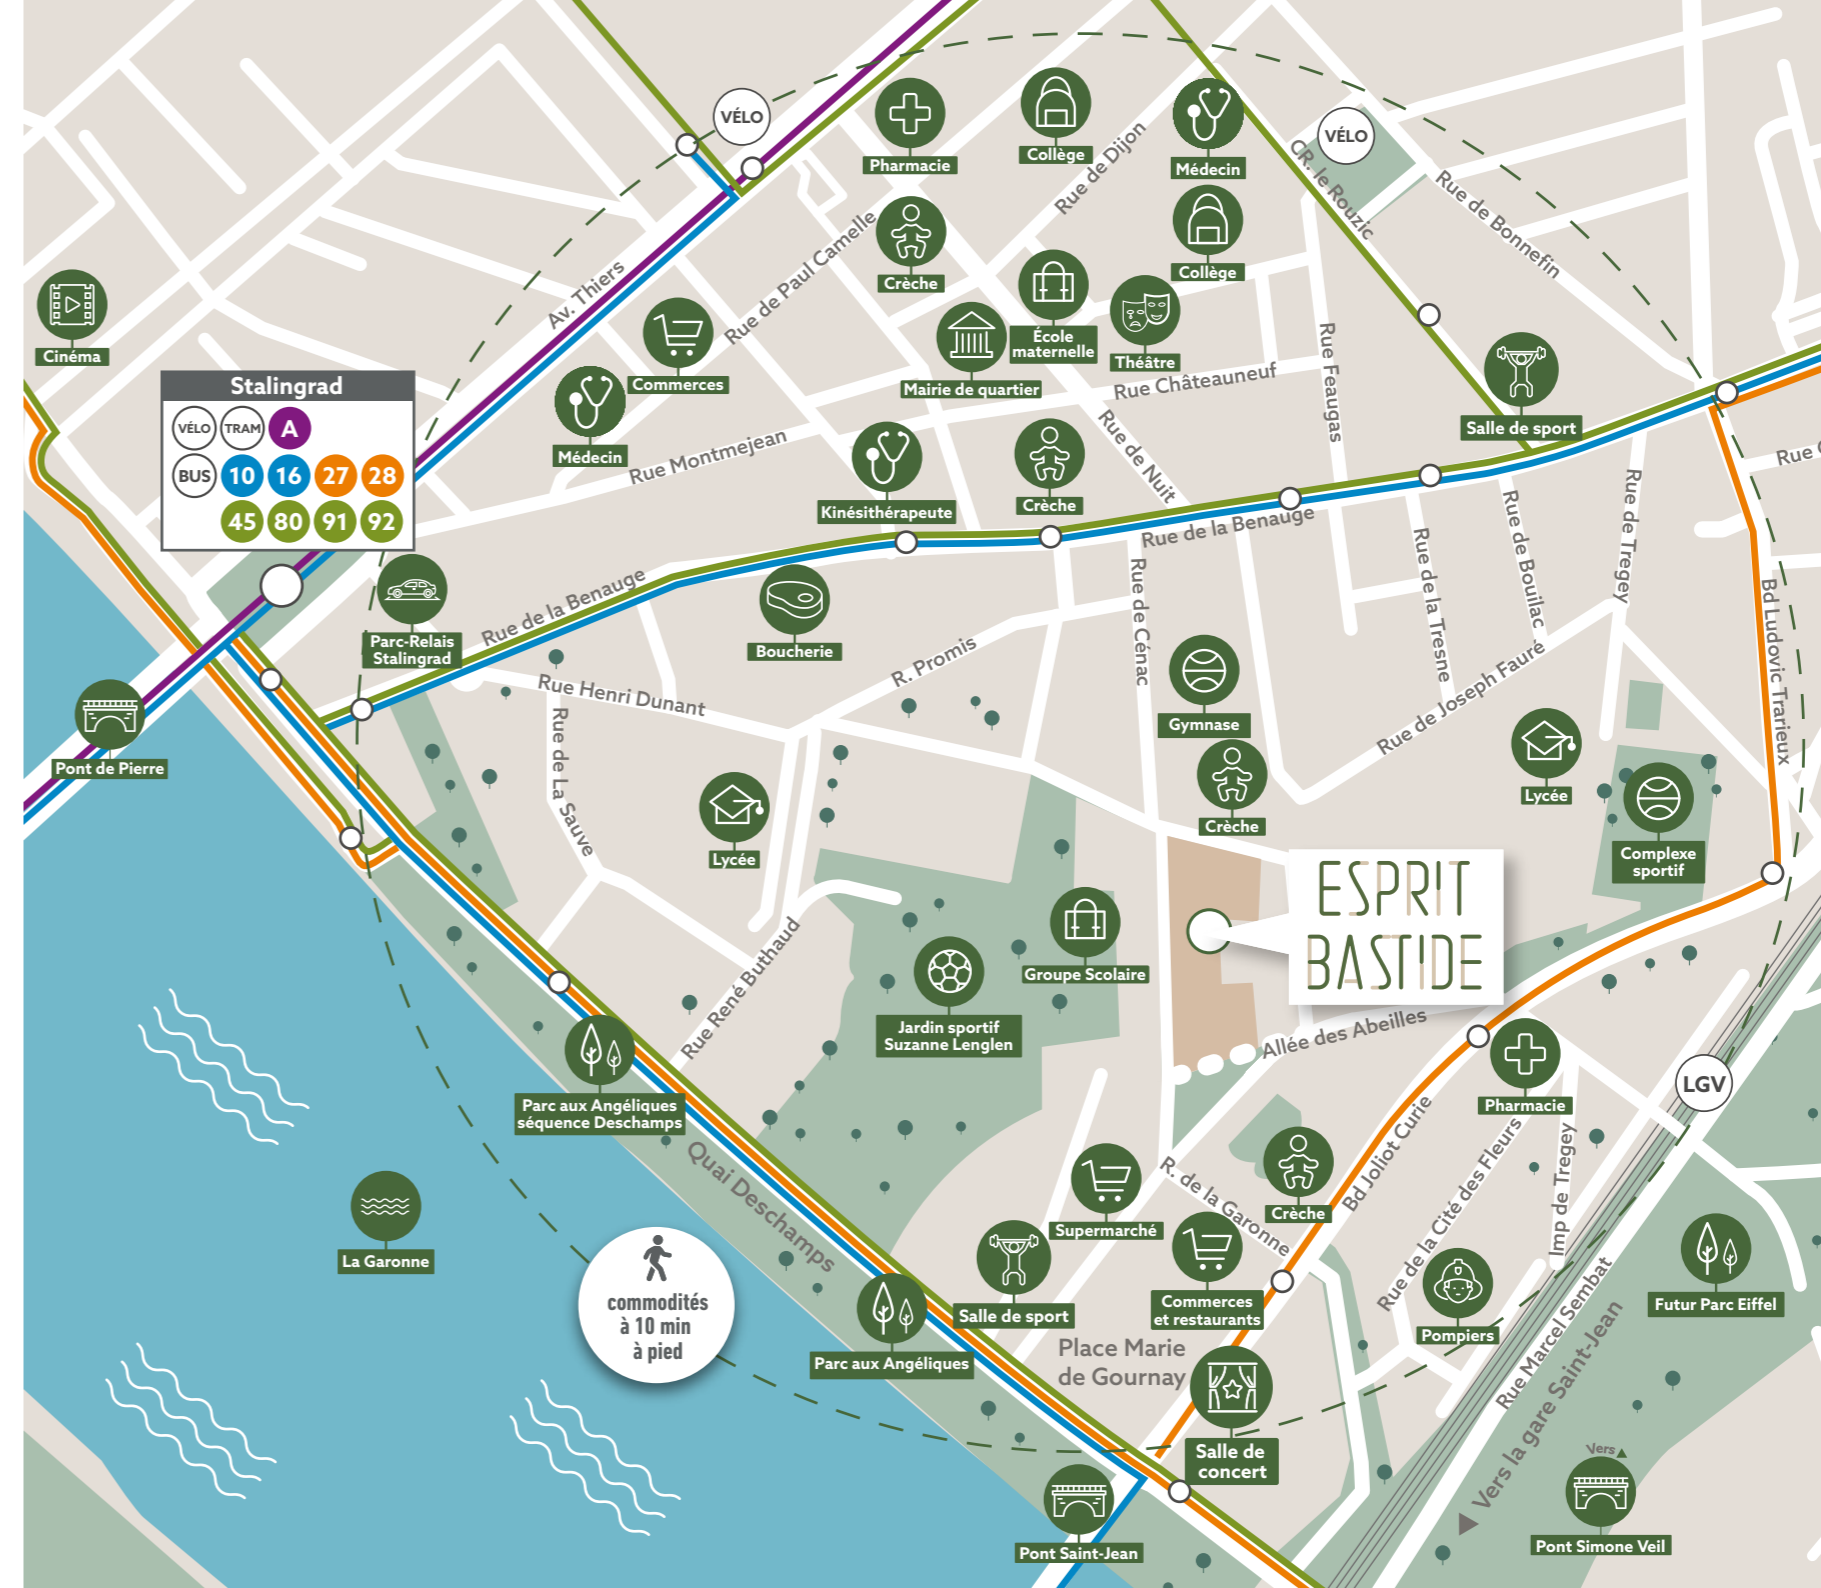 VÉLO
Pharmacie
Collège
Médecin
VÉLO
Rue de Dijon
CR. le Rouzic
Rue de Bonnefin
Crèche
Collège
Rue de Paul Camelle
Av. Thiers
Cinéma
Commerces
Mairie de quartier
École
maternelle
Théâtre
Rue Châteauneuf
Rue Feaugas
Salle de sport
Stalingrad
VÉLO
TRAM
A
BUS
10
16
27
28
45
80
91
92
Médecin
Rue Montmejean
Kinésithérapeute
Crèche
Rue de Nuit
Rue de la Benauge
Rue de la Tresne
Rue de Bouilac
Rue de Tregey
Rue
Bd Ludovic Trarieux
Parc-Relais
Stalingrad
Rue de la Benauge
Boucherie
R. Promis
Rue de Cénac
Rue Henri Dunant
Rue de La Sauve
Gymnase
Rue de Joseph Fauré
Pont de Pierre
Lycée
Crèche
Lycée
Complexe
sportif
ESPRIT
BASTIDE
Rue René Buthaud
Jardin sportif
Suzanne Lenglen
Groupe Scolaire
Allée des Abeilles
Parc aux Angéliques
séquence Deschamps
Pharmacie
LGV
Quai Deschamps
La Garonne
commodités
à 10 min
à pied
Supermarché
R. de la Garonne
Crèche
Bd Joliot Curie
Rue de la Cité des Fleurs
Imp de Tregey
Salle de sport
Commerces
et restaurants
Pompiers
Futur Parc Eiffel
Parc aux Angéliques
Place Marie
de Gournay
Rue Marcel Sembat
Vers la gare Saint-Jean
Salle de
concert
Vers
Pont Saint-Jean
Pont Simone Veil